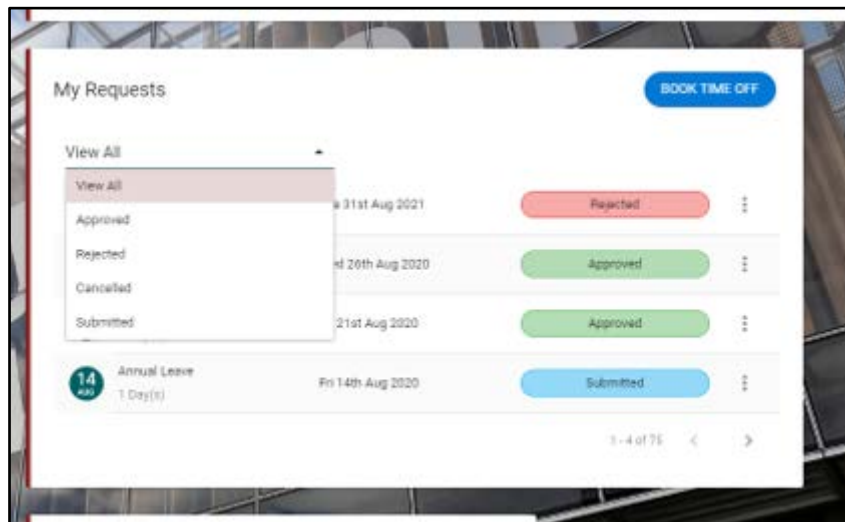 My Requests
BOOK TIME OFF
View All
View All
Approved
Rejected
Cancelled
Submitted
31st Aug 2021
Rejected
26th Aug 2020
Approved
21st Aug 2020
Approved
14
AUG
Annual Leave
1 Day(s)
Fri 14th Aug 2020
Submitted
1 - 4 of 75